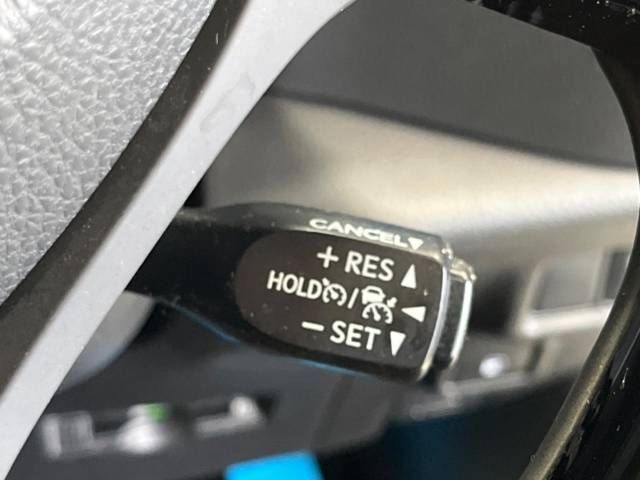 CANCEL▼
+ RES ▲
HOLD / ◀
− SET ▼